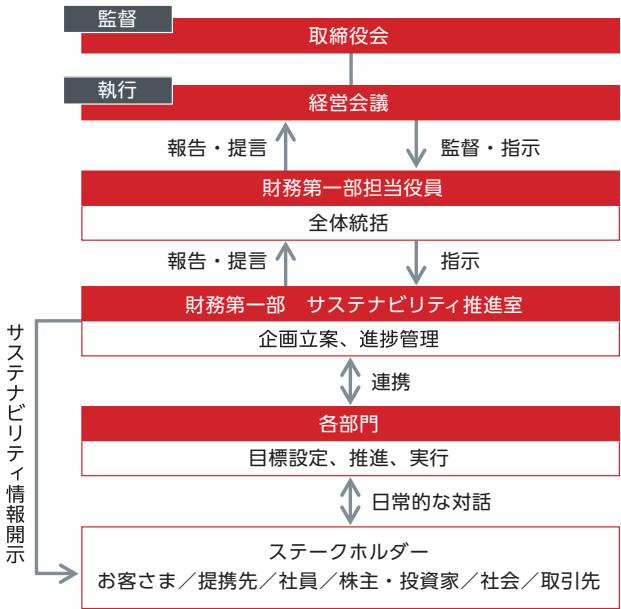 監督
取締役会
執行
経営会議
報告・提言
監督・指示
財務第一部担当役員
全体統括
報告・提言
指示
財務第一部　サステナビリティ推進室
企画立案、進捗管理
連携
各部門
目標設定、推進、実行
日常的な対話
サステナビリティ情報開示
ステークホルダー
お客さま／提携先／社員／株主・投資家／社会／取引先